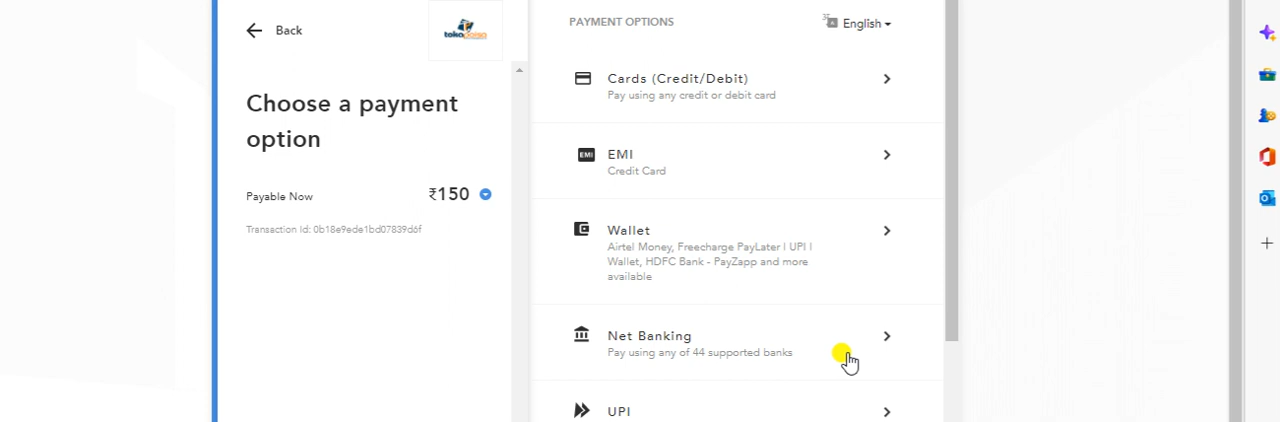 Back
tokapaisa
Choose a payment
option
Payable Now
₹150
Transaction Id: 0b18e9ede1bd07839d6f
PAYMENT OPTIONS
English
Cards (Credit/Debit)
Pay using any credit or debit card
EMI
EMI
Credit Card
Wallet
Airtel Money, Freecharge PayLater | UPI |
Wallet, HDFC Bank - PayZapp and more
available
Net Banking
Pay using any of 44 supported banks
UPI